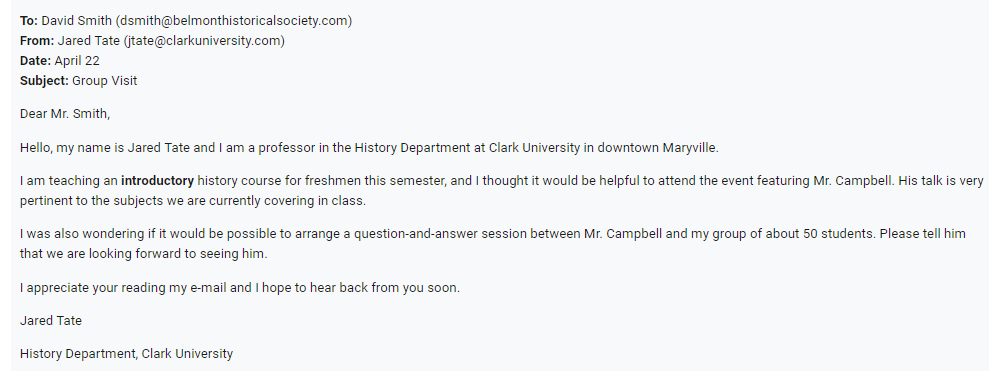 To: David Smith (dsmith@belmonthistoricalsociety.com)
From: Jared Tate (jtate@clarkuniversity.com)
Date: April 22
Subject: Group Visit
Dear Mr. Smith,
Hello, my name is Jared Tate and I am a professor in the History Department at Clark University in downtown Maryville.
I am teaching an introductory history course for freshmen this semester, and I thought it would be helpful to attend the event featuring Mr. Campbell. His talk is very
pertinent to the subjects we are currently covering in class.
I was also wondering if it would be possible to arrange a question-and-answer session between Mr. Campbell and my group of about 50 students. Please tell him
that we are looking forward to seeing him.
I appreciate your reading my e-mail and I hope to hear back from you soon.
Jared Tate
History Department, Clark University